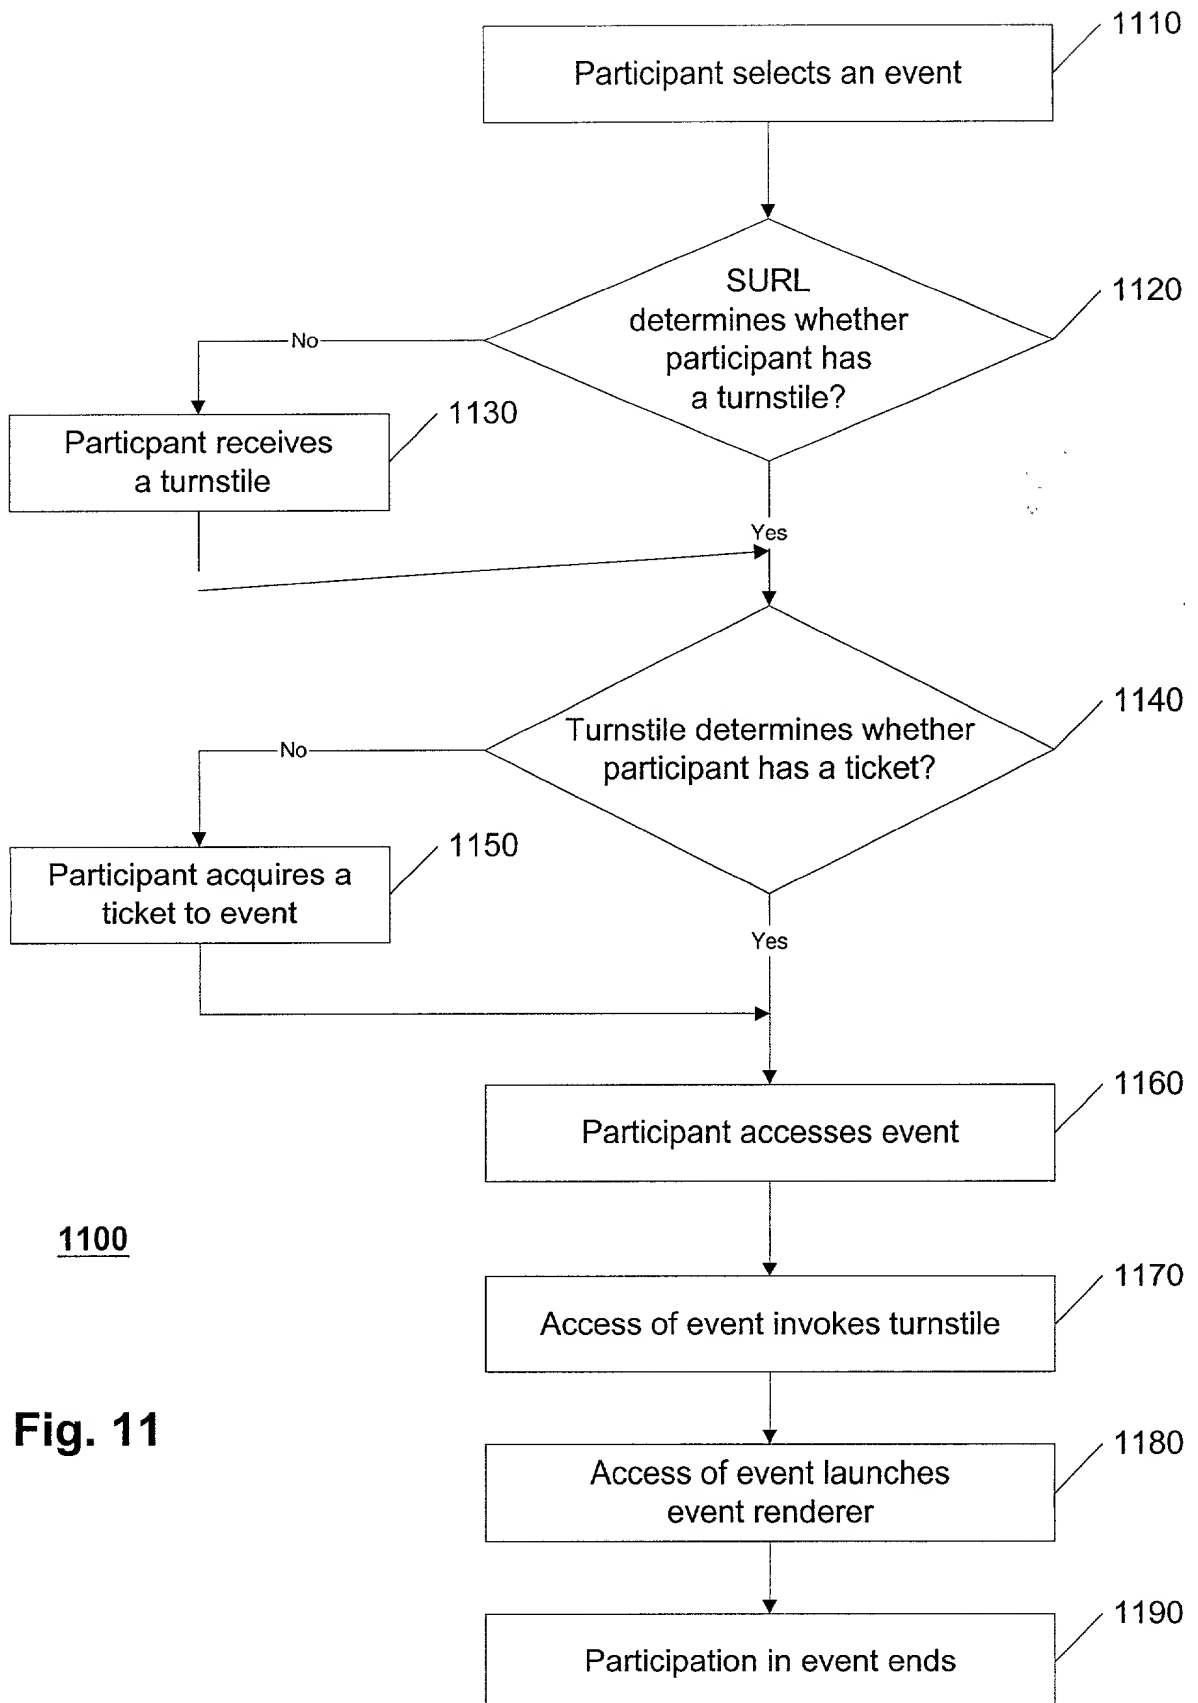 1110
Participant selects an event
SURL
determines whether
participant has
a turnstile?
1120
No
1130
Particpant receives
a turnstile
Yes
Turnstile determines whether
participant has a ticket?
1140
No
1150
Participant acquires a
ticket to event
Yes
1160
Participant accesses event
1100
1170
Access of event invokes turnstile
Fig. 11
1180
Access of event launches
event renderer
1190
Participation in event ends